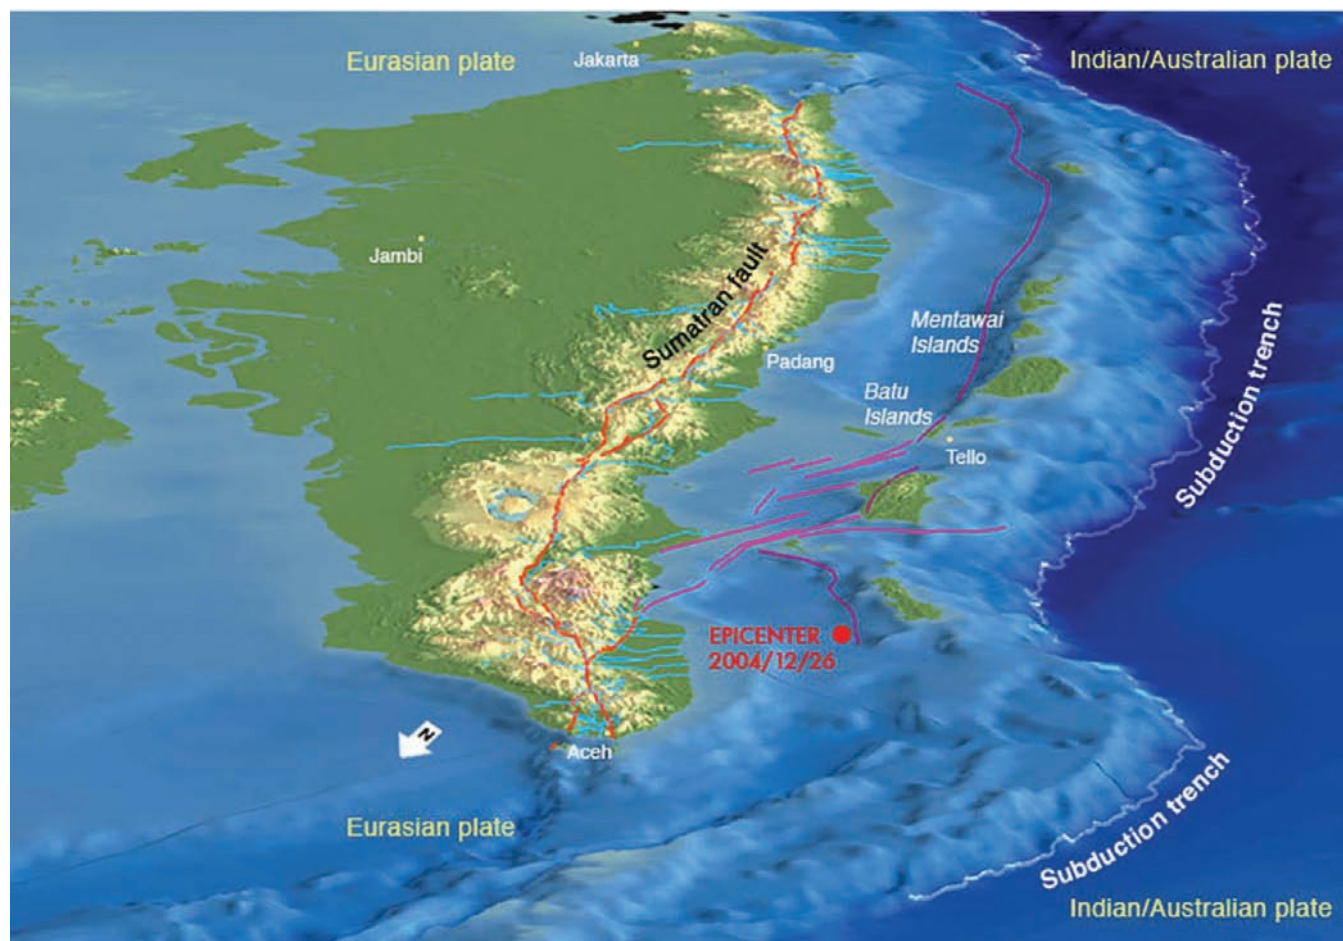 Eurasian plate
Jakarta
Indian/Australian plate
Jambi
Sumatran fault
Padang
Mentawai
Islands
Batu
Islands
Tello
Subduction trench
EPICENTER
2004/12/26
N
Aceh
Eurasian plate
Subduction trench
Indian/Australian plate